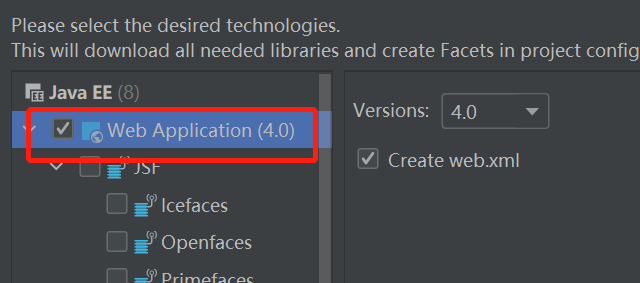 Please select the desired technologies.
This will download all needed libraries and create Facets in project config
Java EE (8)
Versions: 4.0
Web Application (4.0)
Create web.xml
JSF
Icefaces
Openfaces
Primefaces